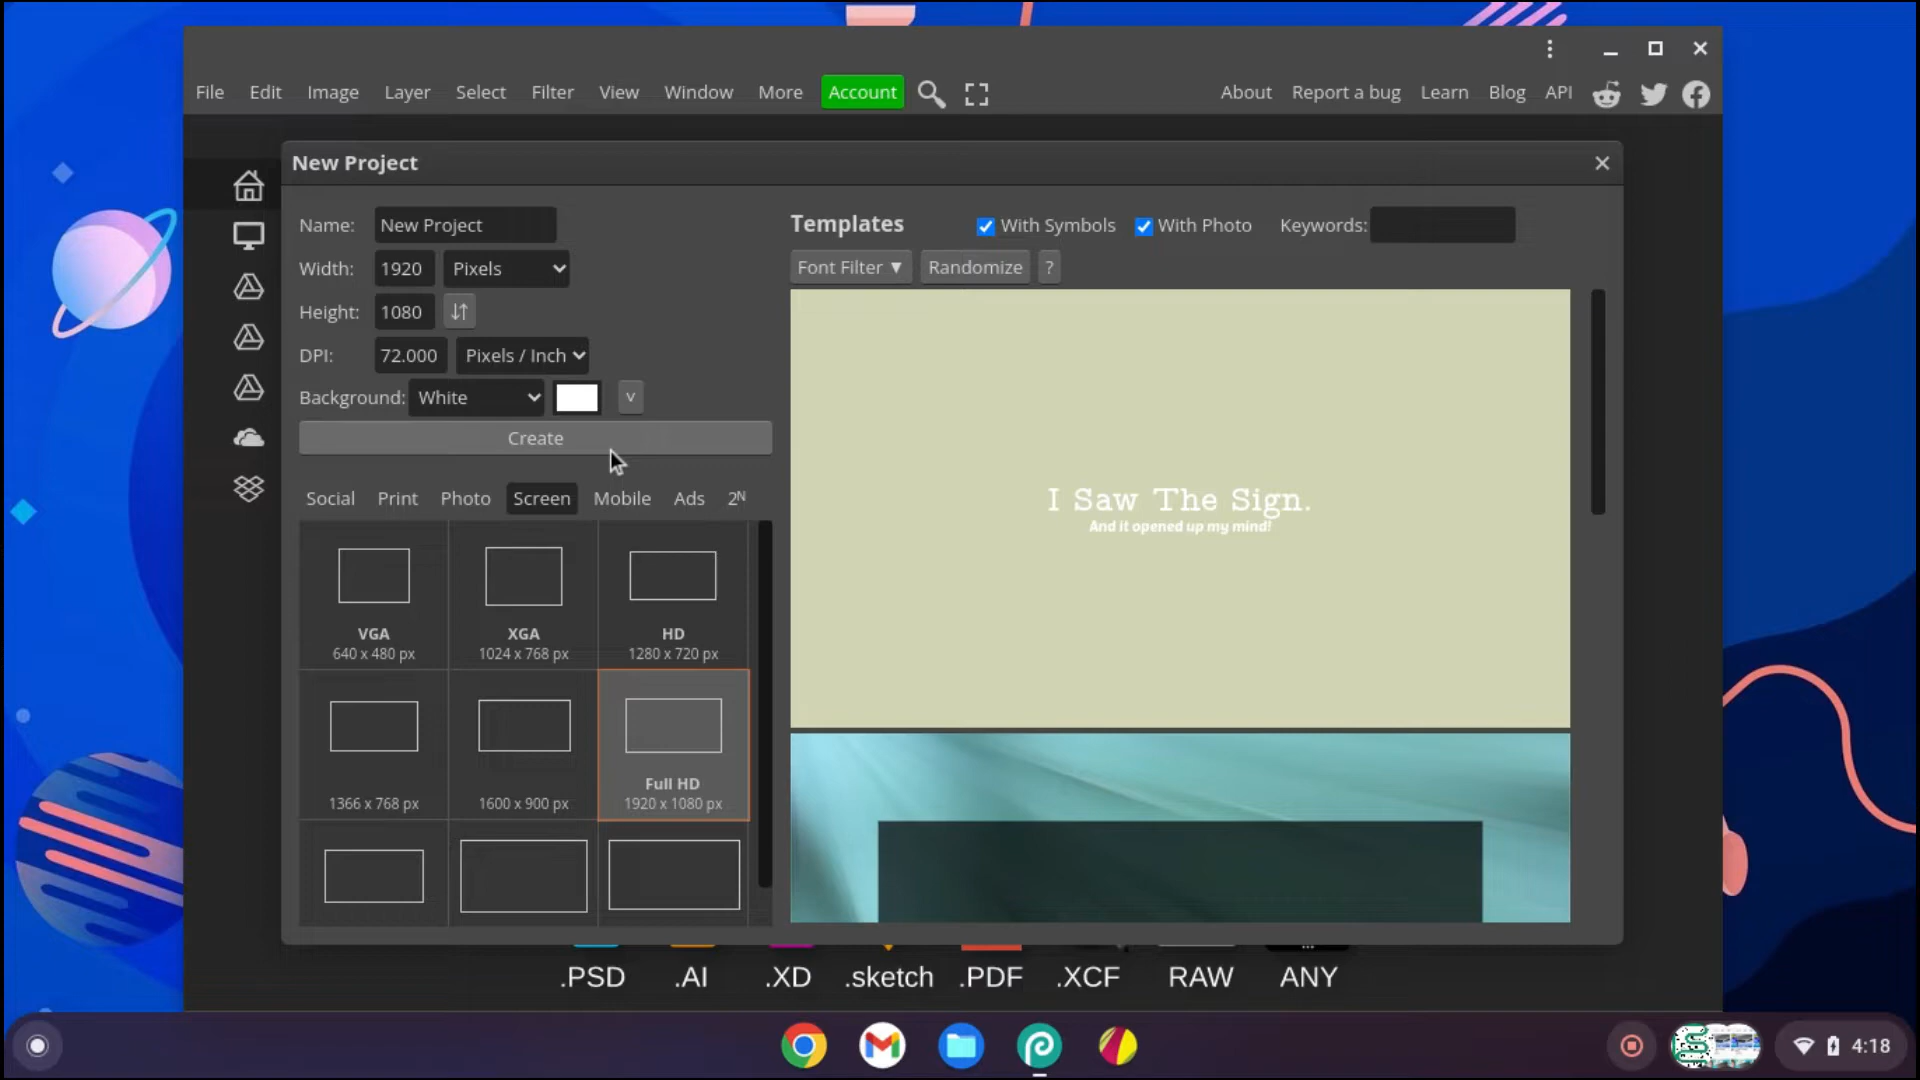 File Edit Image Layer Select Filter View Window More Account About Report a bug Learn Blog API
New Project
Name: New Project
Width: 1920 Pixels
Height: 1080
DPI: 72.000 Pixels / Inch
Background: White v
Create
Social Print Photo Screen Mobile Ads 2N
VGA XGA HD
640 x 480 px 1024 x 768 px 1280 x 720 px
Full HD
1366 x 768 px 1600 x 900 px 1920 x 1080 px
Templates With Symbols With Photo Keywords:
Font Filter ▼ Randomize ?
I Saw The Sign.
And it opened up my mind!
.PSD .AI .XD .sketch .PDF .XCF RAW ANY
4:18